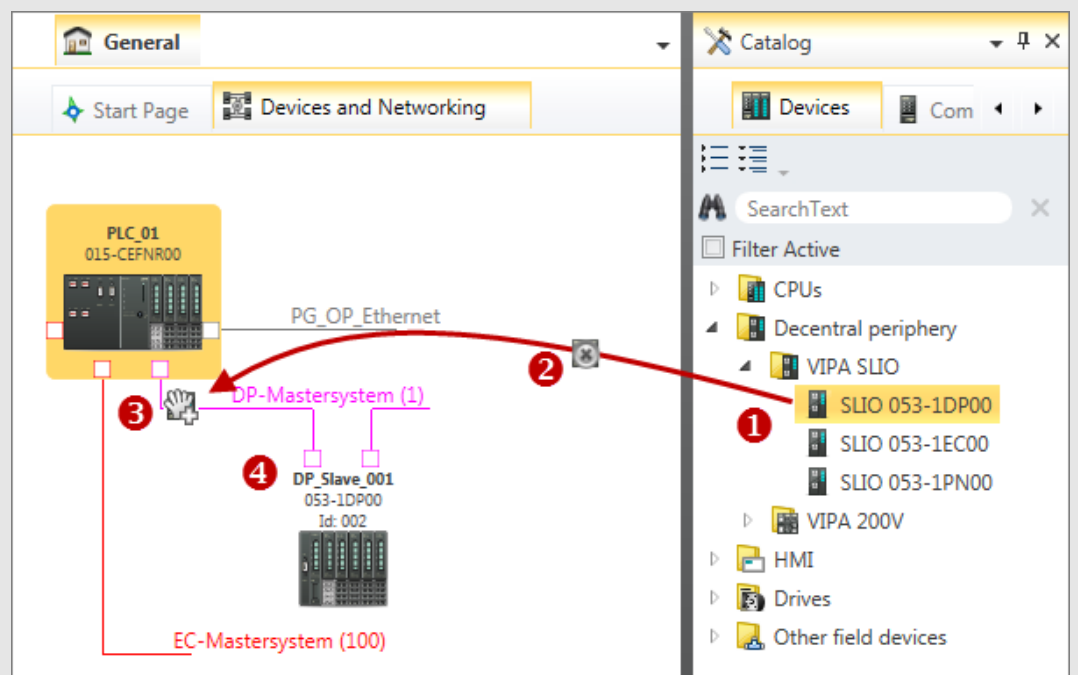 General
Start Page
Devices and Networking
PLC_01
015-CEFNR00
PG_OP_Ethernet
2
3
DP-Mastersystem (1)
4
DP_Slave_001
053-1DP00
Id: 002
EC-Mastersystem (100)
Catalog
Devices
Com
SearchText
Filter Active
CPUs
Decentral periphery
VIPA SLIO
1
SLIO 053-1DP00
SLIO 053-1EC00
SLIO 053-1PN00
VIPA 200V
HMI
Drives
Other field devices